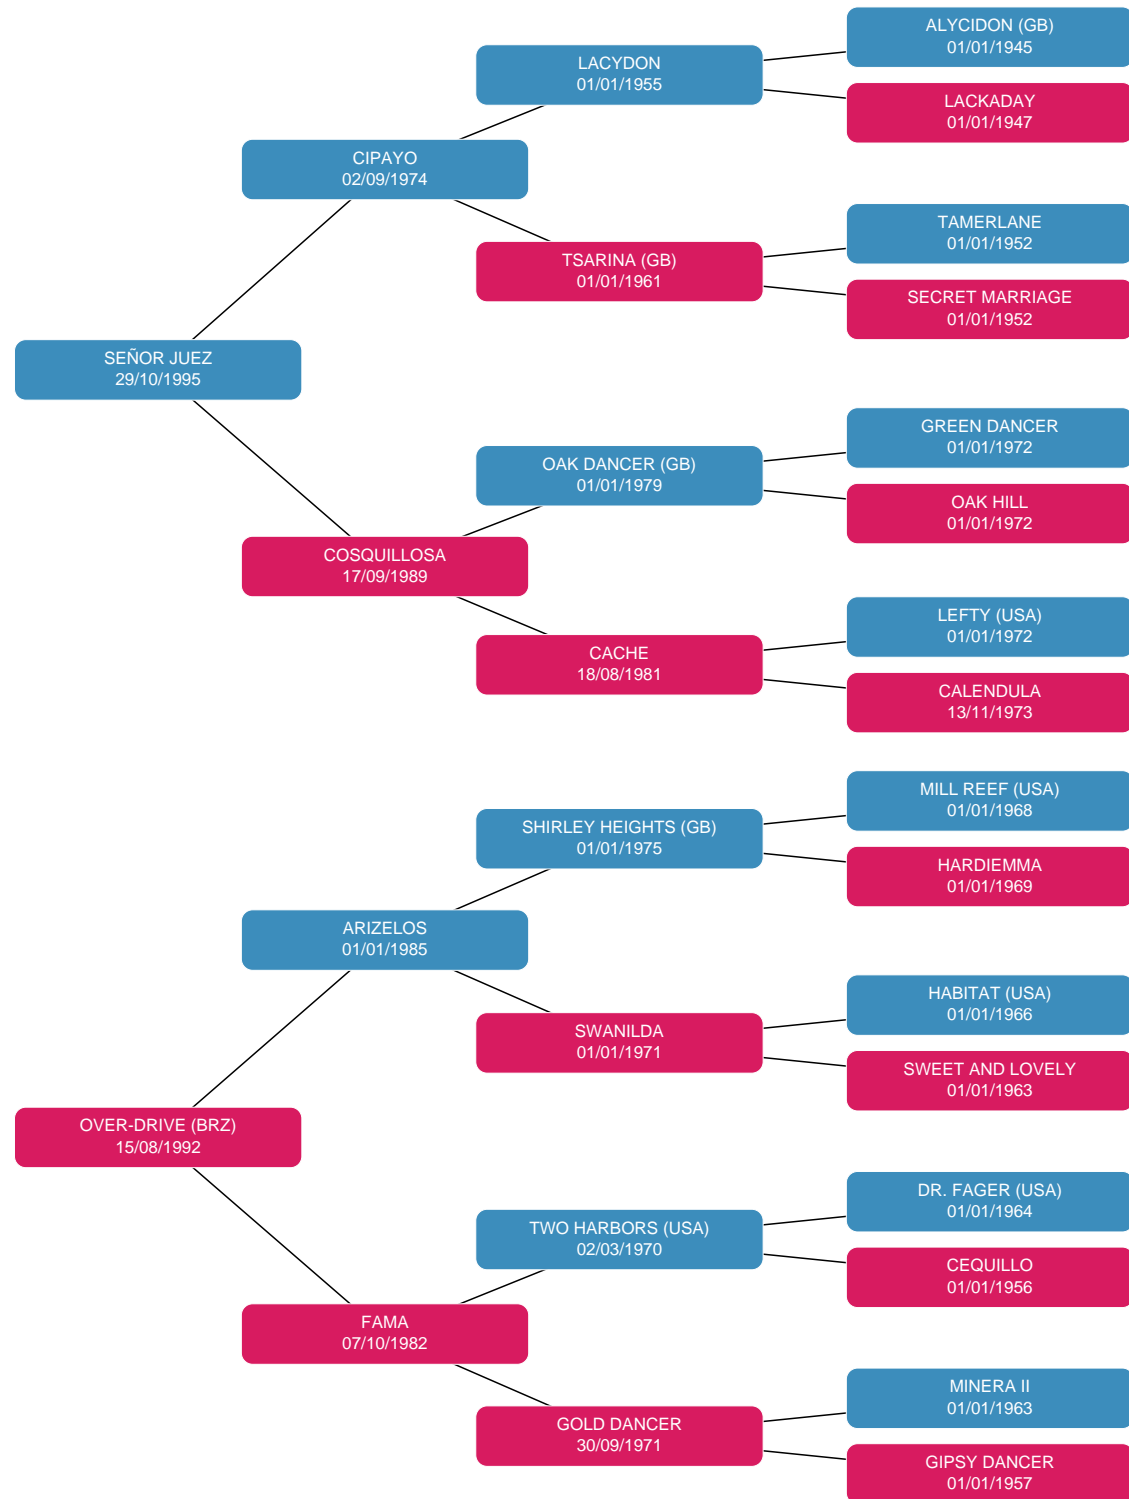 ALYCIDON (GB)
01/01/1945
LACYDON
01/01/1955
LACKADAY
01/01/1947
CIPAYO
02/09/1974
TAMERLANE
01/01/1952
TSARINA (GB)
01/01/1961
SECRET MARRIAGE
01/01/1952
SEÑOR JUEZ
29/10/1995
GREEN DANCER
01/01/1972
OAK DANCER (GB)
01/01/1979
OAK HILL
01/01/1972
COSQUILLOSA
17/09/1989
LEFTY (USA)
01/01/1972
CACHE
18/08/1981
CALENDULA
13/11/1973
MILL REEF (USA)
01/01/1968
SHIRLEY HEIGHTS (GB)
01/01/1975
HARDIEMMA
01/01/1969
ARIZELOS
01/01/1985
HABITAT (USA)
01/01/1966
SWANILDA
01/01/1971
SWEET AND LOVELY
01/01/1963
OVER-DRIVE (BRZ)
15/08/1992
DR. FAGER (USA)
01/01/1964
TWO HARBORS (USA)
02/03/1970
CEQUILLO
01/01/1956
FAMA
07/10/1982
MINERA II
01/01/1963
GOLD DANCER
30/09/1971
GIPSY DANCER
01/01/1957